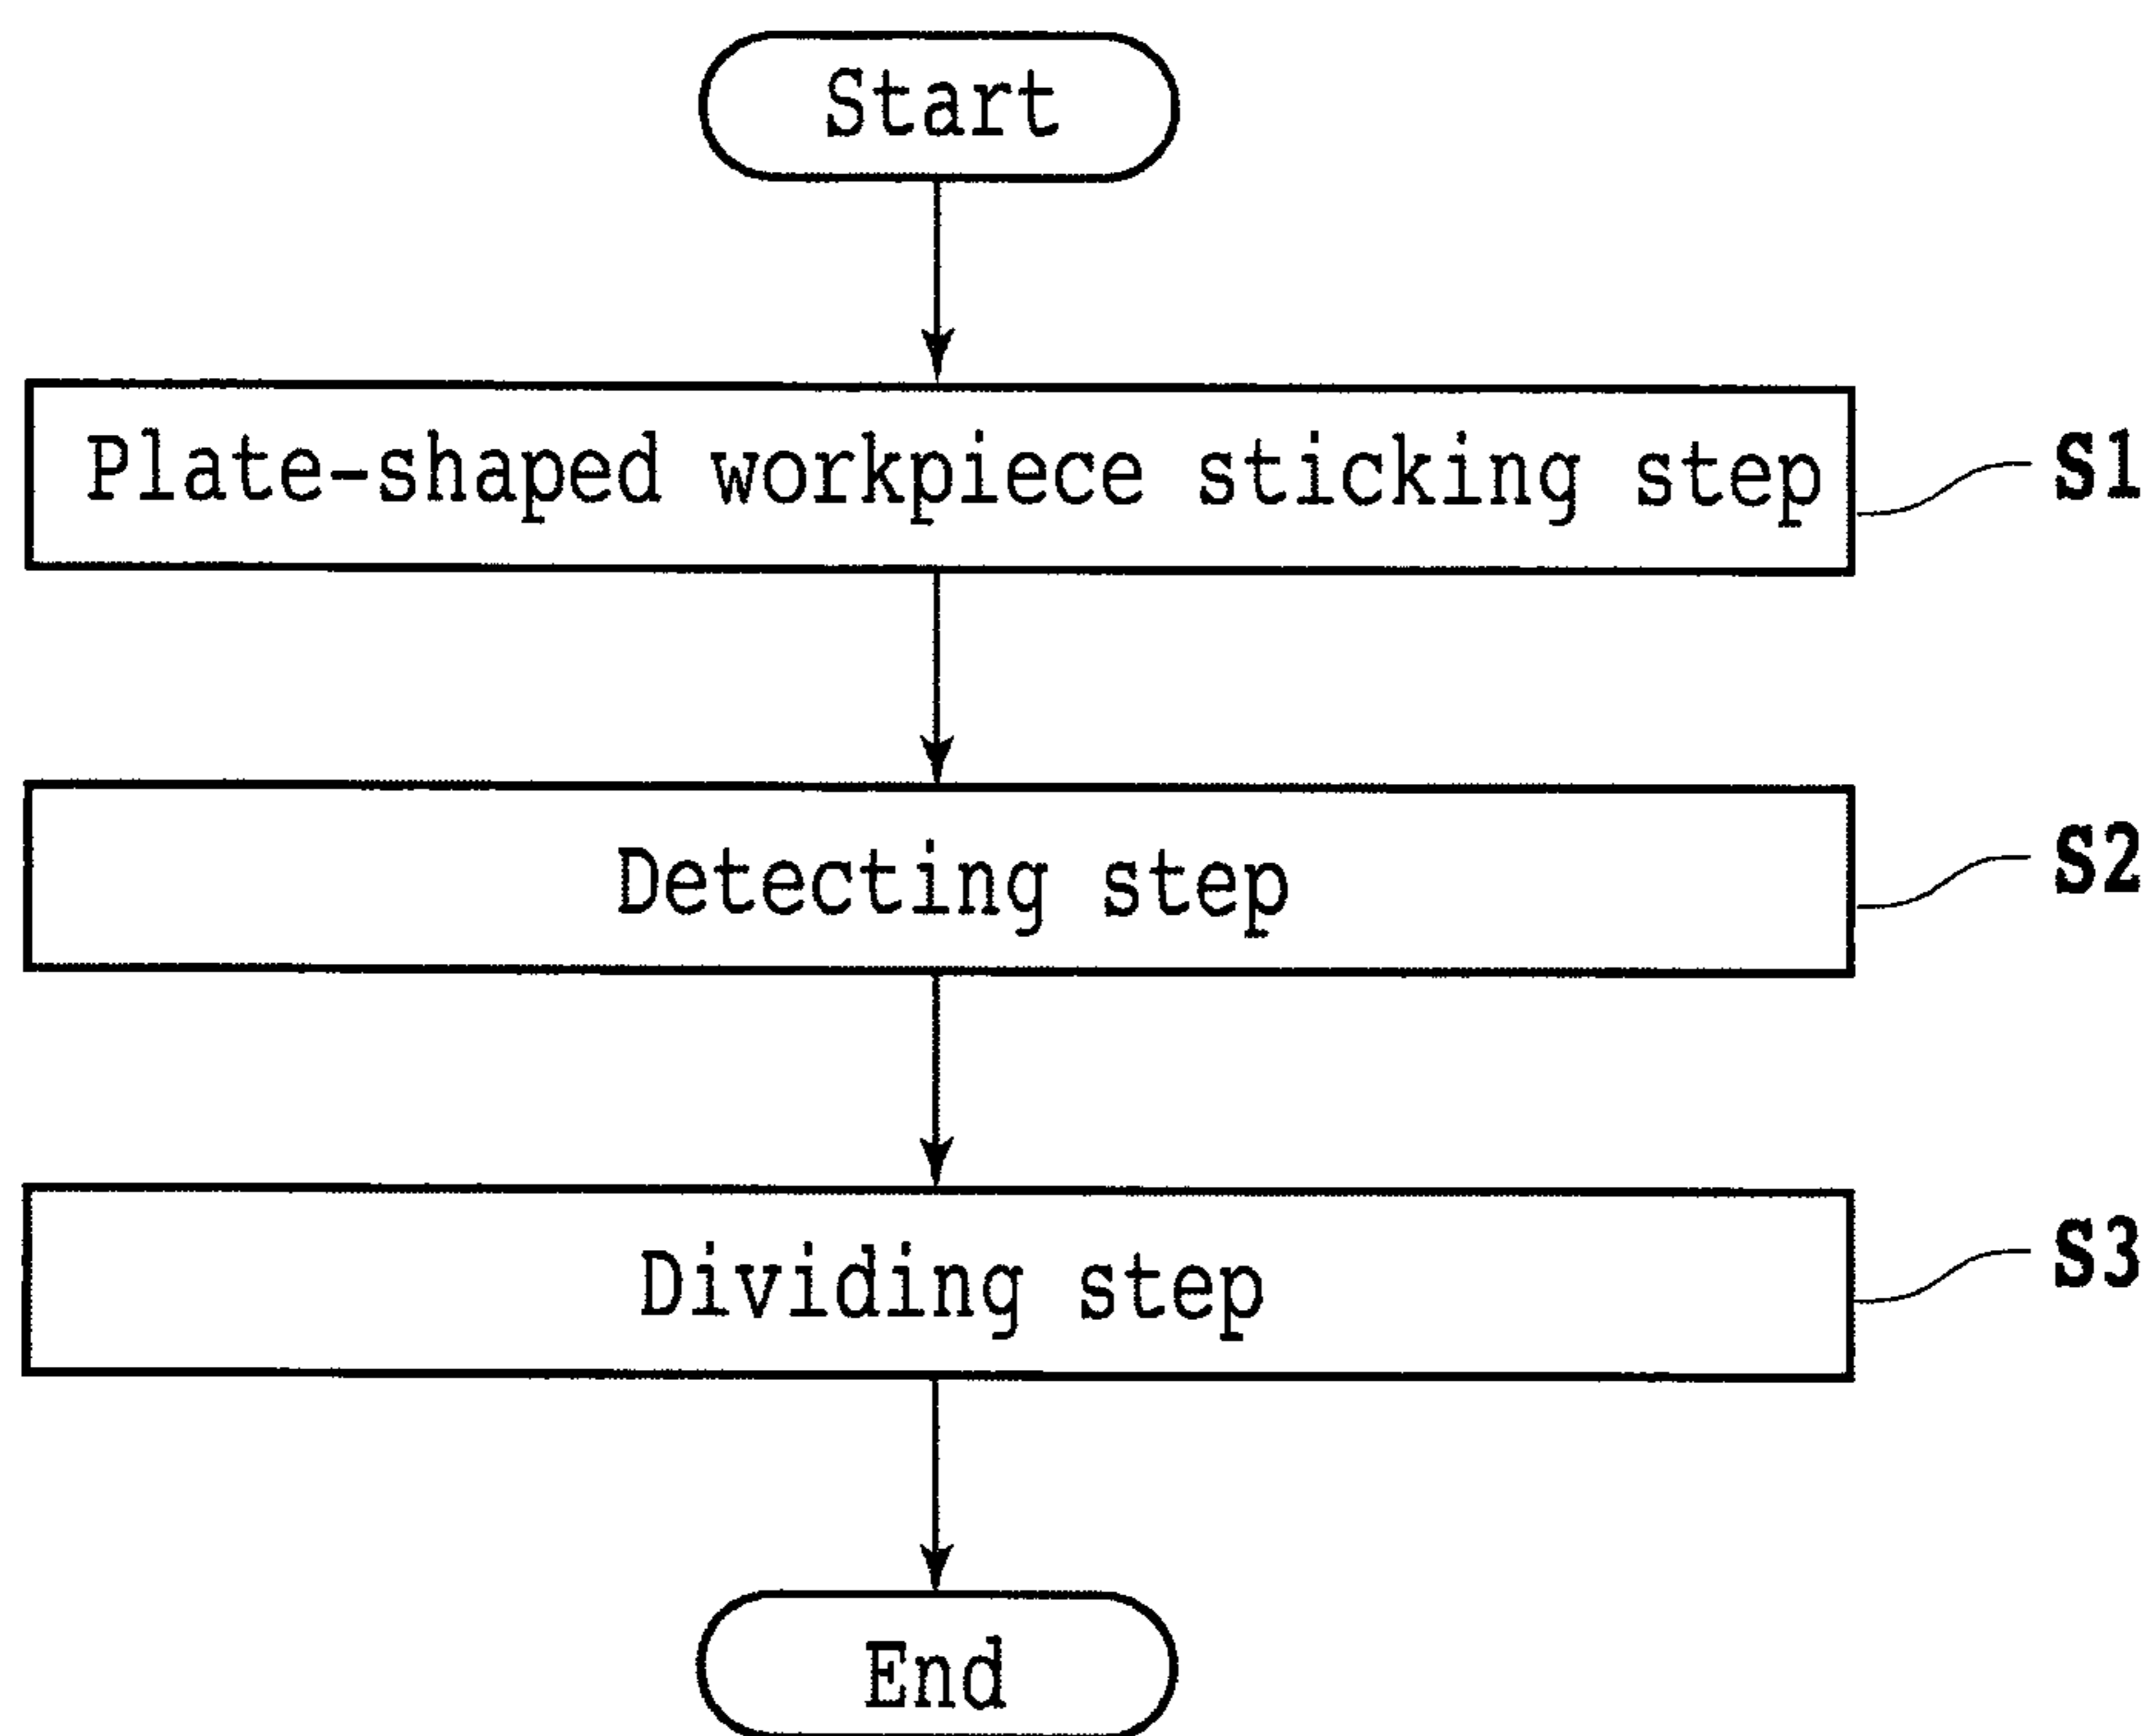 Start
Plate-shaped workpiece sticking step
S1
Detecting step
S2
Dividing step
S3
End